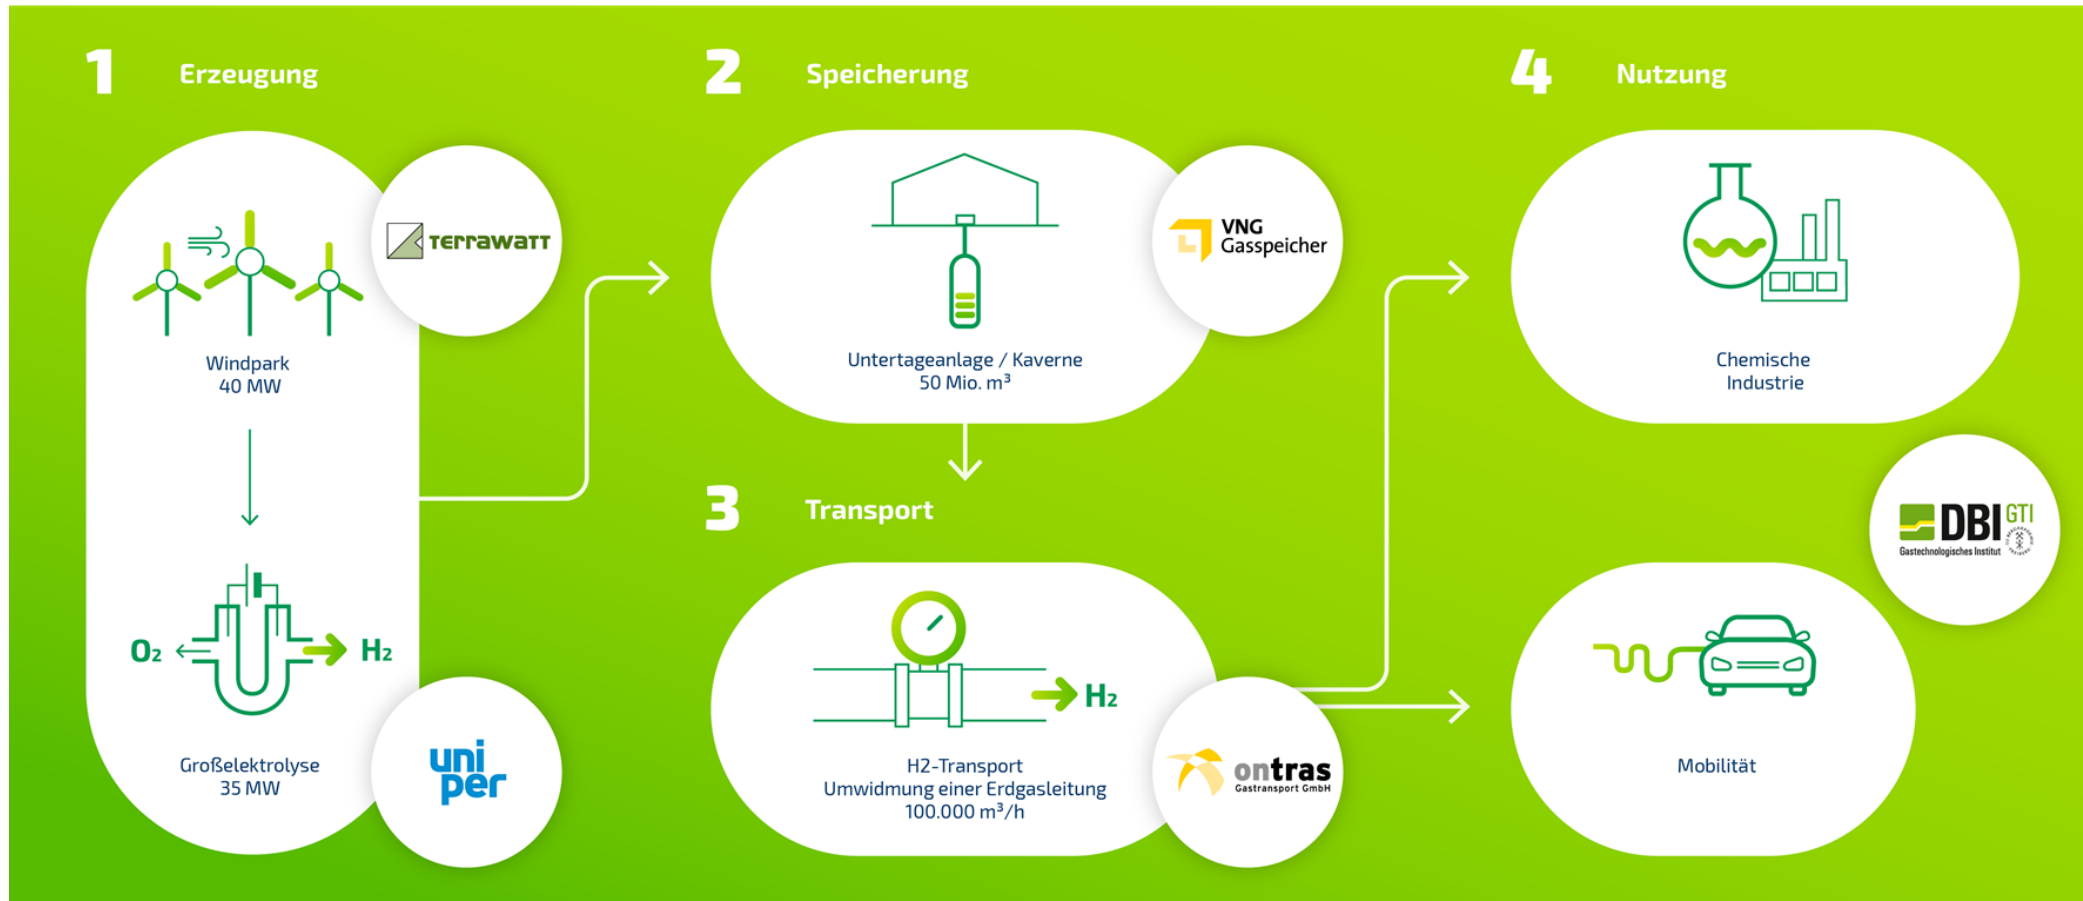 1 Erzeugung
TERRAWATT
Windpark
40 MW
O₂
H₂
Großelektrolyse
35 MW
uni
per
2 Speicherung
VNG
Gasspeicher
Untertageanlage / Kaverne
50 Mio. m³
3 Transport
H₂
H2-Transport
Umwidmung einer Erdgasleitung
100.000 m³/h
ontras
Gastransport GmbH
4 Nutzung
Chemische
Industrie
DBI GTI
Gastechnologisches Institut
Mobilität